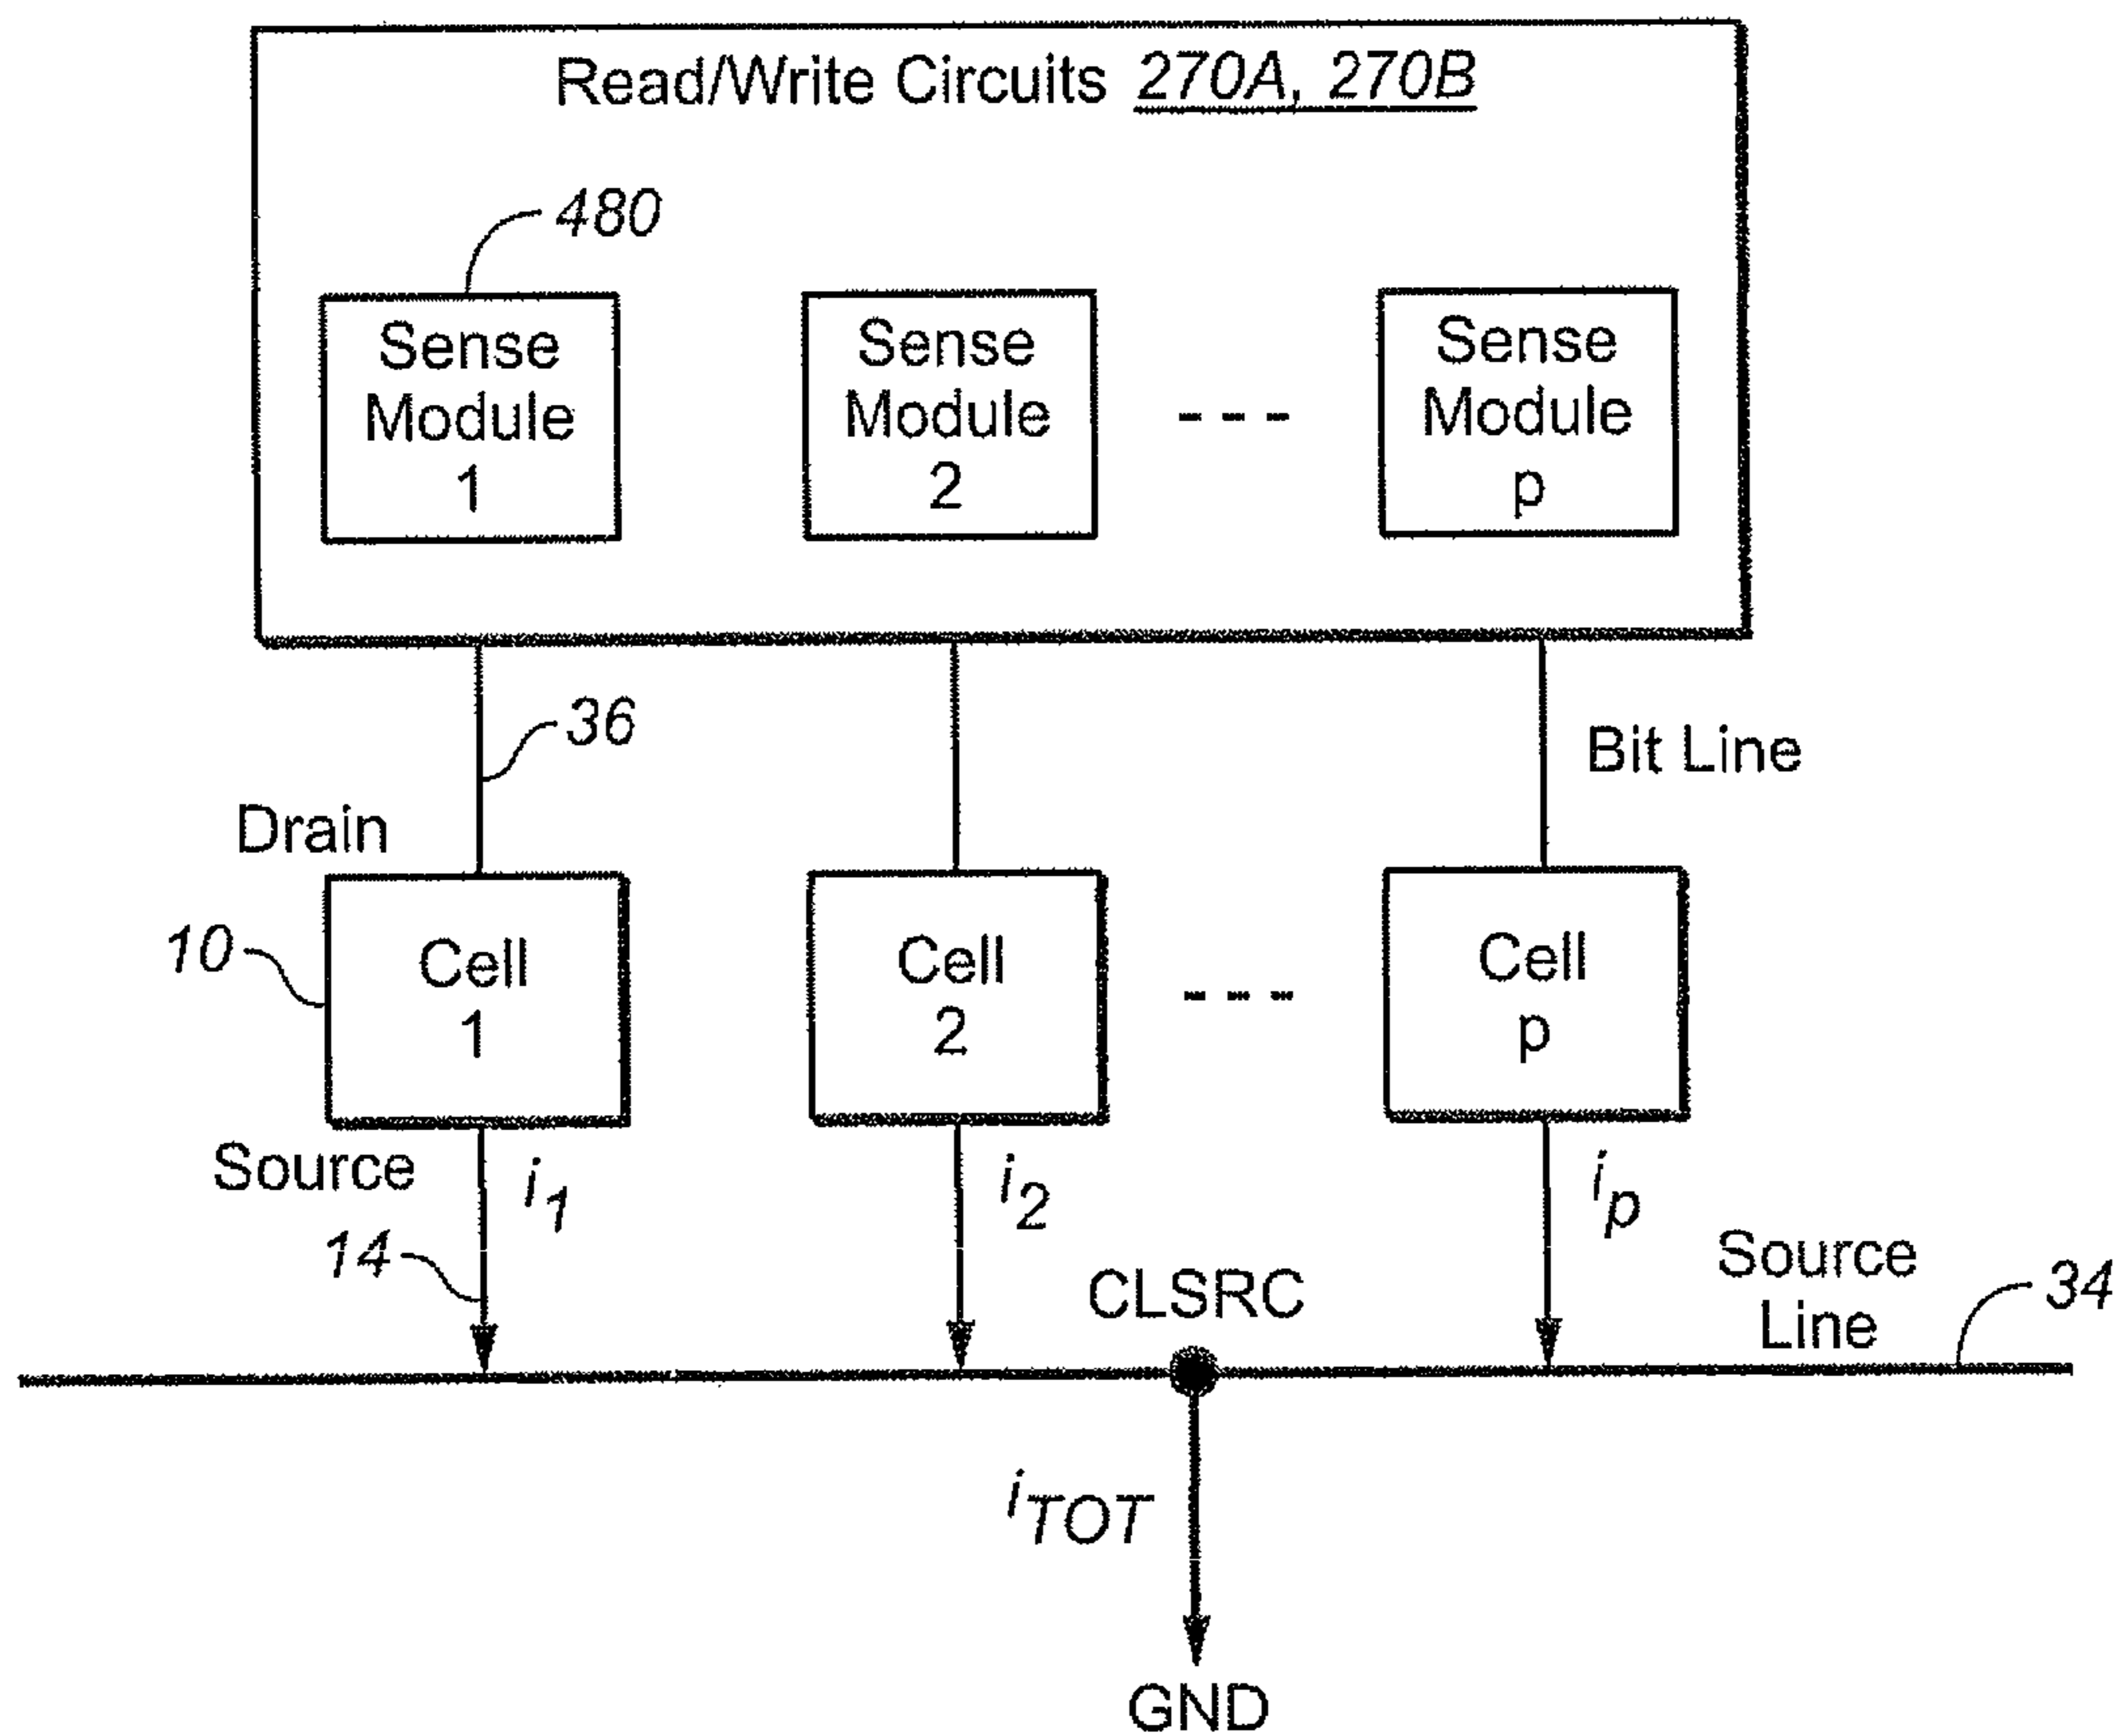 Read/Write Circuits 270A, 270B
480
Sense Module 1
Sense Module 2
- - -
Sense Module p
36
Bit Line
Drain
10
Cell 1
Cell 2
- - -
Cell p
Source
i1
i2
ip
14
CLSRC
Source Line
34
iTOT
GND